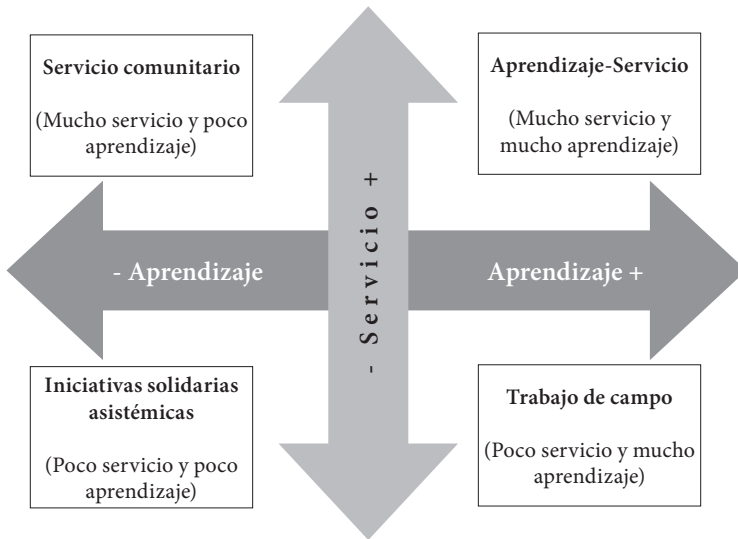 Servicio comunitario
(Mucho servicio y poco
aprendizaje)
Aprendizaje-Servicio
(Mucho servicio y
mucho aprendizaje)
- Servicio +
- Aprendizaje
Aprendizaje +
Iniciativas solidarias
asistémicas
(Poco servicio y poco
aprendizaje)
Trabajo de campo
(Poco servicio y mucho
aprendizaje)